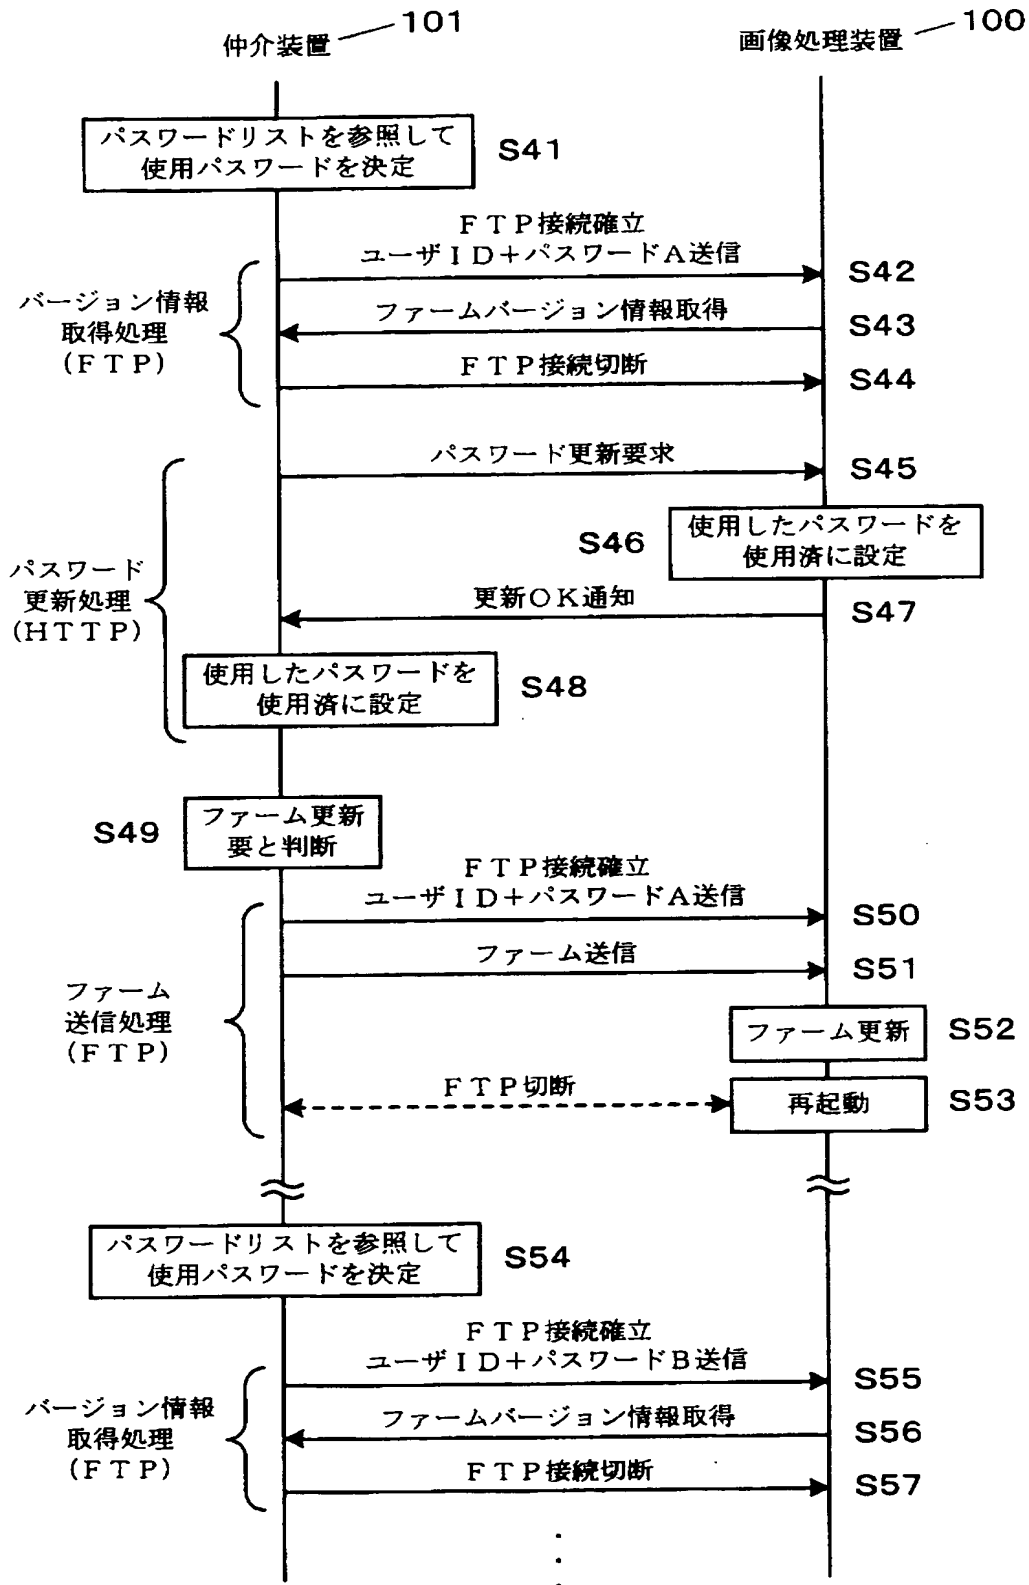 101
仲介装置
100
画像処理装置
パスワードリストを参照して
使用パスワードを決定
S41
ＦＴＰ接続確立
ユーザＩＤ＋パスワードＡ送信
S42
バージョン情報
取得処理
(ＦＴＰ)
ファームバージョン情報取得
S43
ＦＴＰ接続切断
S44
パスワード更新要求
S45
S46
使用したパスワードを
使用済に設定
パスワード
更新処理
(ＨＴＴＰ)
更新ＯＫ通知
S47
使用したパスワードを
使用済に設定
S48
S49
ファーム更新
要と判断
ＦＴＰ接続確立
ユーザＩＤ＋パスワードＡ送信
S50
ファーム送信
S51
ファーム
送信処理
(ＦＴＰ)
ファーム更新
S52
ＦＴＰ切断
再起動
S53
パスワードリストを参照して
使用パスワードを決定
S54
ＦＴＰ接続確立
ユーザＩＤ＋パスワードＢ送信
S55
バージョン情報
取得処理
(ＦＴＰ)
ファームバージョン情報取得
S56
ＦＴＰ接続切断
S57